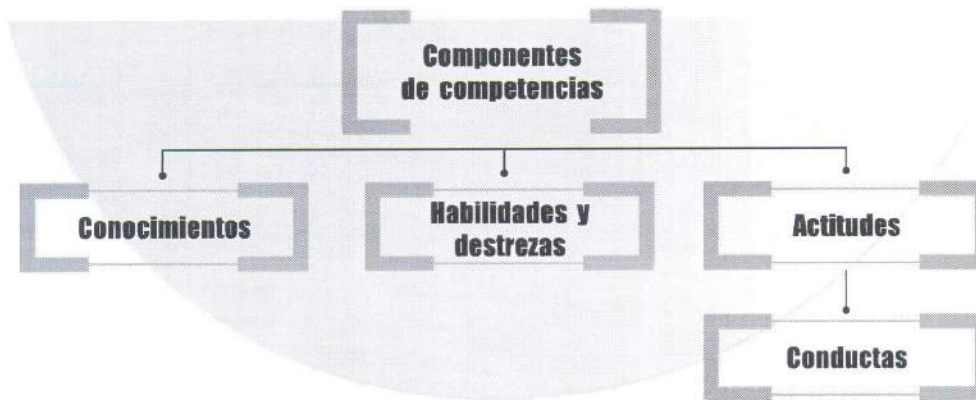 Componentes
de competencias
Conocimientos
Habilidades y
destrezas
Actitudes
Conductas